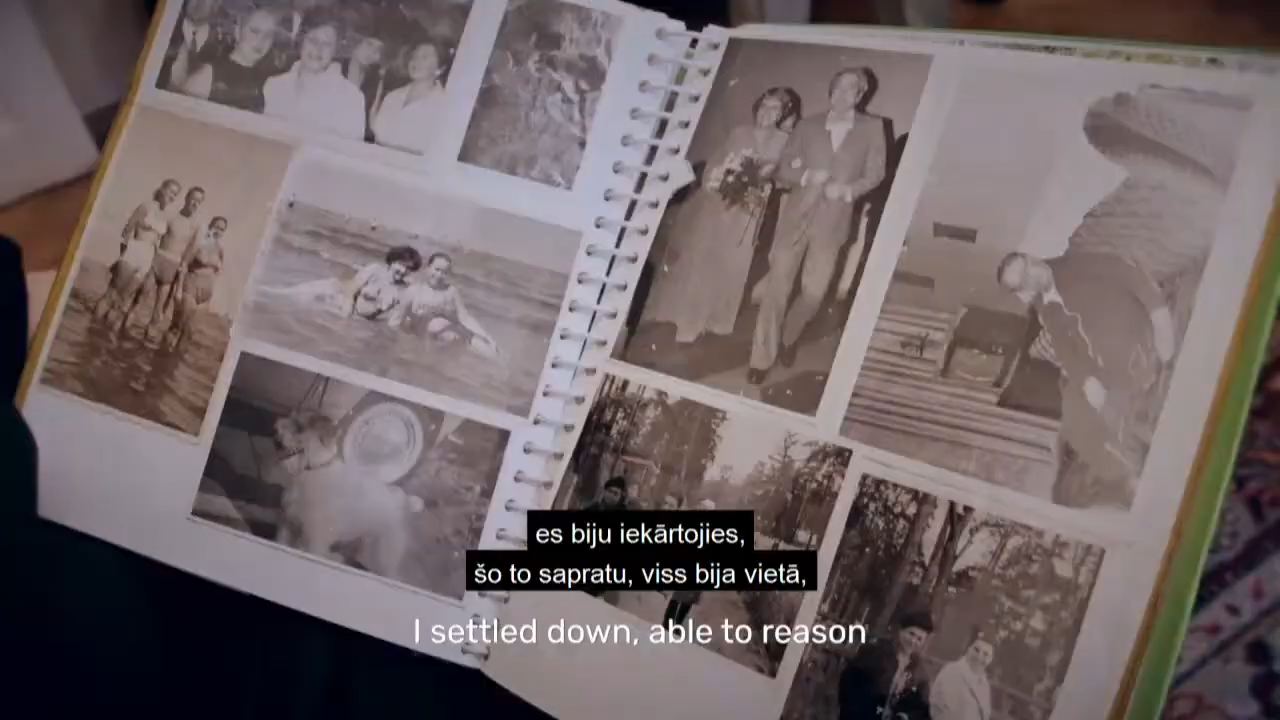 es biju iekārtojies,
šo to sapratu, viss bija vietā,
I settled down, able to reason